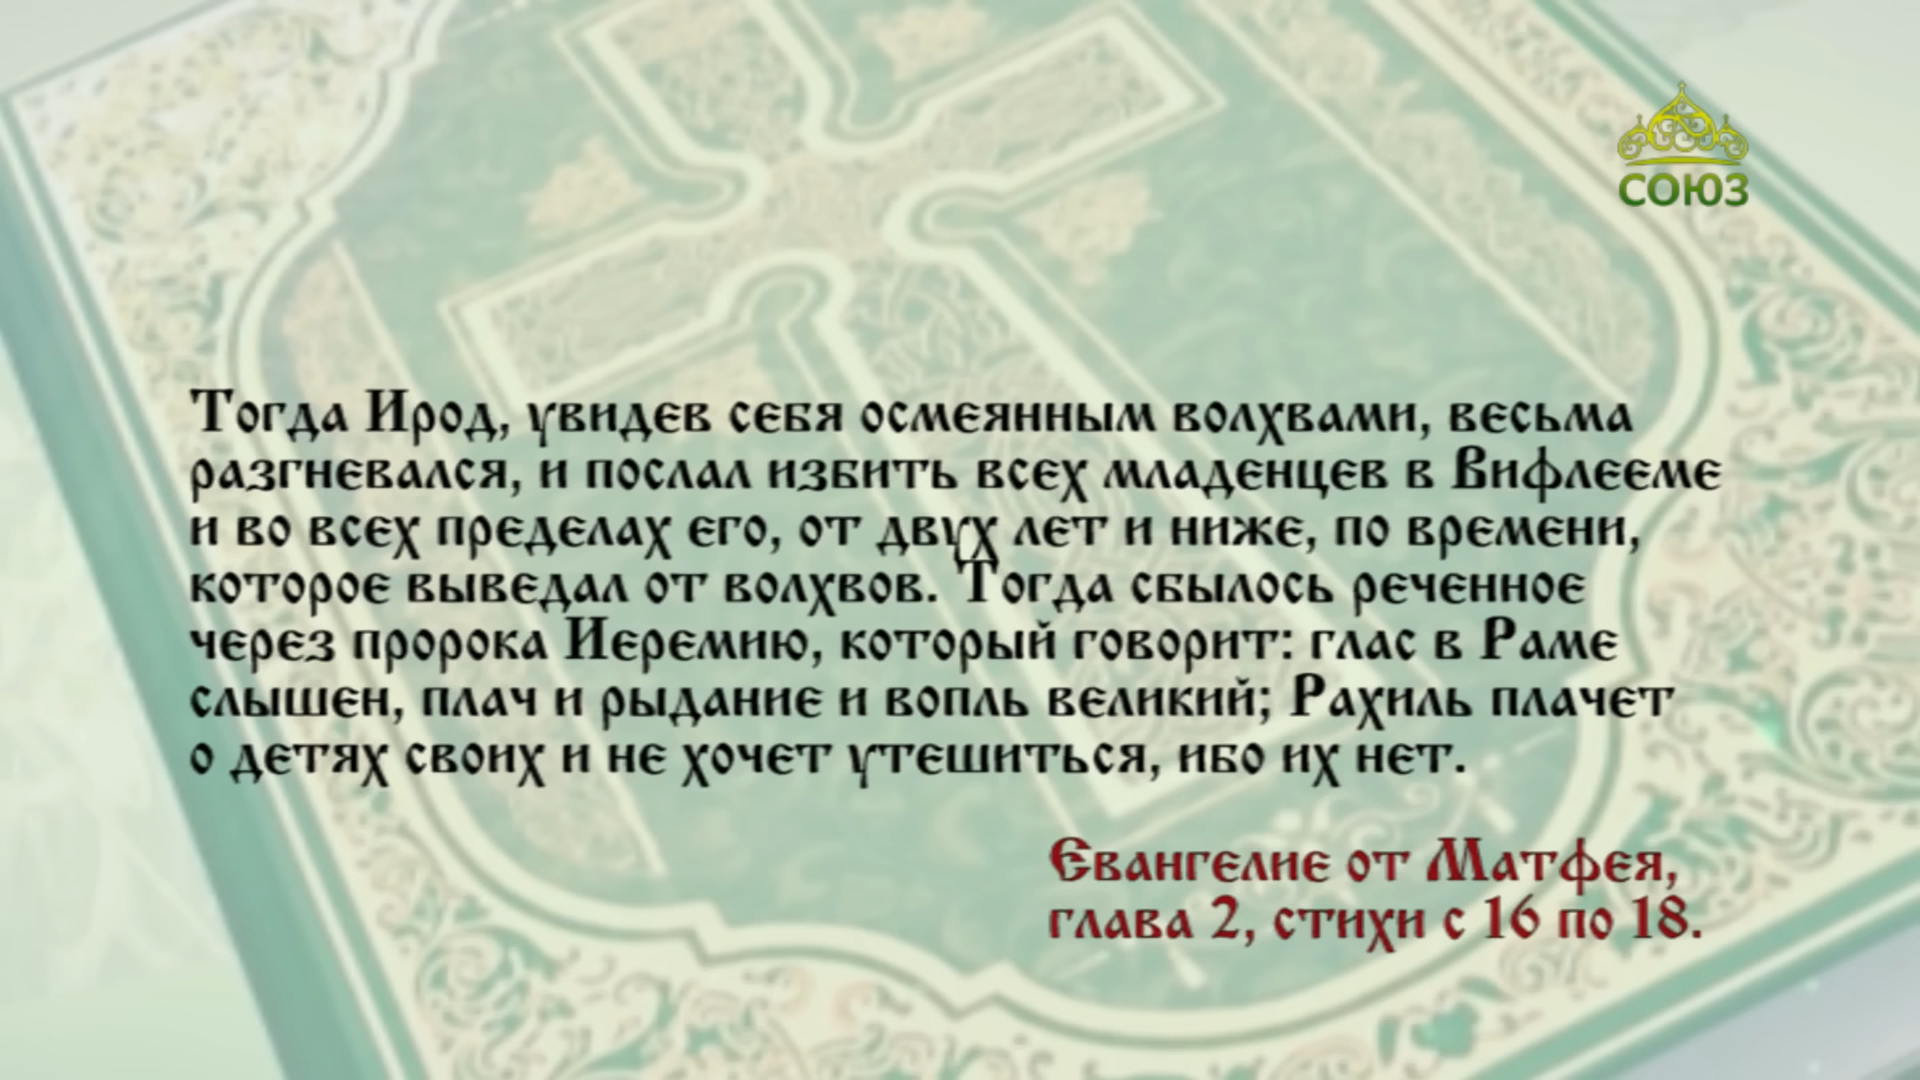 СОЮЗ
Тогда Ирод, увидев себя осмеянным волхвами, весьма
разгневался, и послал избить всех младенцев в Вифлееме
и во всех пределах его, от двух лет и ниже, по времени,
которое выведал от волхвов. Тогда сбылось реченное
через пророка Иеремию, который говорит: глас в Раме
слышен, плач и рыдание и вопль великий; Рахиль плачет
о детях своих и не хочет утешиться, ибо их нет.
Евангелие от Матфея,
глава 2, стихи с 16 по 18.